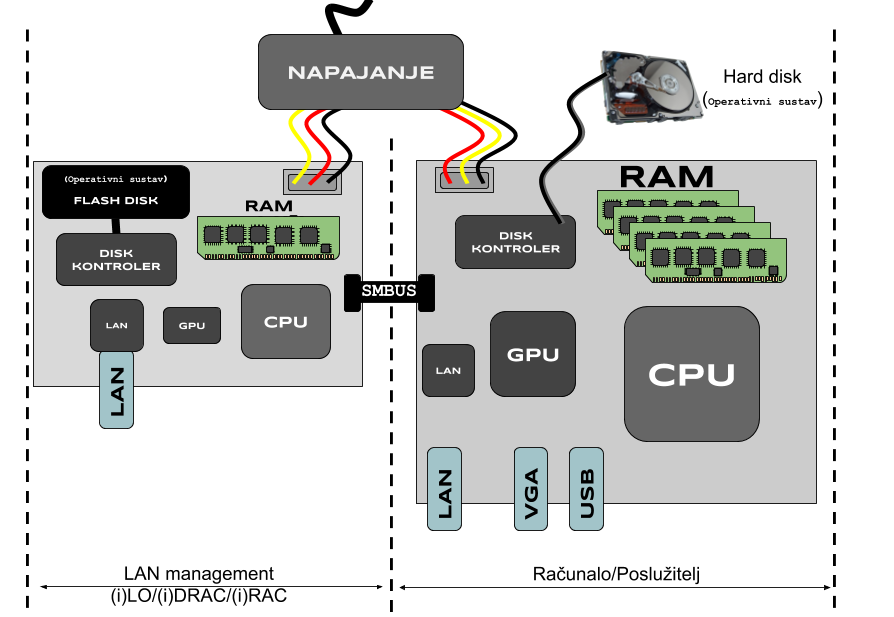 NAPAJANJE
Hard disk
(Operativni sustav)
(Operativni sustav)
FLASH DISK
RAM
DISK
KONTROLER
LAN
GPU
CPU
LAN
SMBUS
RAM
DISK
KONTROLER
LAN
GPU
CPU
LAN
VGA
USB
LAN management
(i)LO/(i)DRAC/(i)RAC
Računalo/Poslužitelj